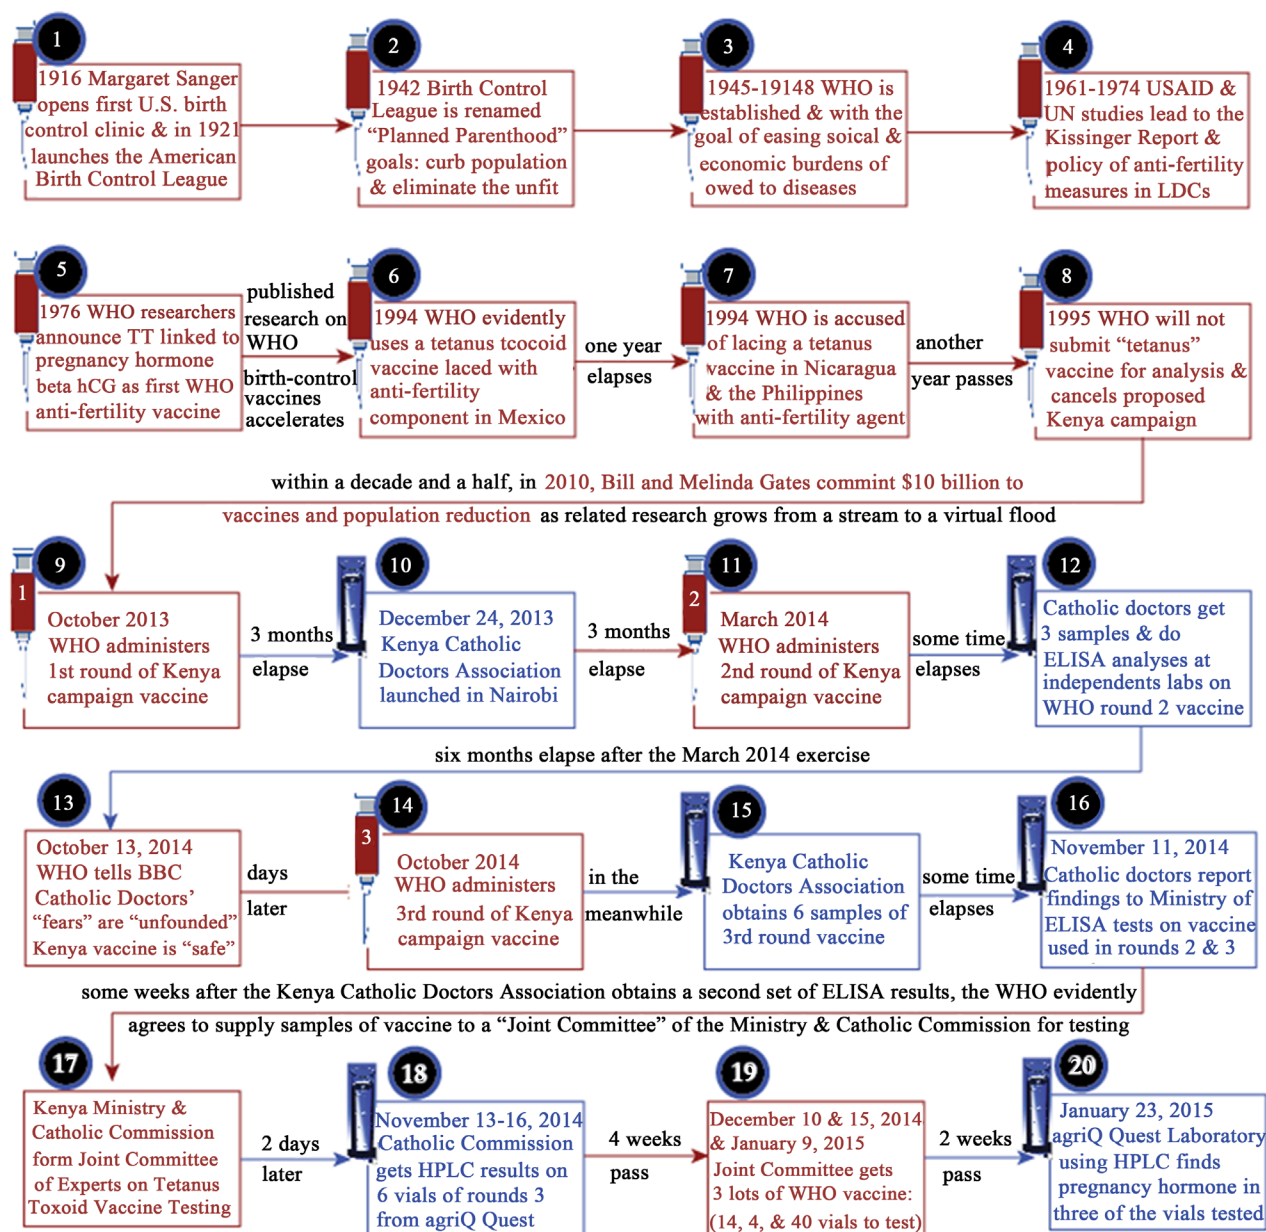 1
1916 Margaret Sanger
opens first U.S. birth
control clinic & in 1921
launches the American
Birth Control League
2
1942 Birth Control
League is renamed
“Planned Parenthood”
goals: curb population
& eliminate the unfit
3
1945-19148 WHO is
established & with the
goal of easing soical &
economic burdens of
owed to diseases
4
1961-1974 USAID &
UN studies lead to the
Kissinger Report &
policy of anti-fertility
measures in LDCs
5
1976 WHO researchers
announce TT linked to
pregnancy hormone
beta hCG as first WHO
anti-fertility vaccine
published
research on
WHO
birth-control
vaccines
accelerates
6
1994 WHO evidently
uses a tetanus tcocoid
vaccine laced with
anti-fertility
component in Mexico
one year
elapses
7
1994 WHO is accused
of lacing a tetanus
vaccine in Nicaragua
& the Philippines
with anti-fertility agent
another
year passes
8
1995 WHO will not
submit “tetanus”
vaccine for analysis &
cancels proposed
Kenya campaign
within a decade and a half, in 2010, Bill and Melinda Gates commint $10 billion to
vaccines and population reduction as related research grows from a stream to a virtual flood
9
1
October 2013
WHO administers
1st round of Kenya
campaign vaccine
3 months
elapse
10
December 24, 2013
Kenya Catholic
Doctors Association
launched in Nairobi
3 months
elapse
11
2
March 2014
WHO administers
2nd round of Kenya
campaign vaccine
some time
elapses
12
Catholic doctors get
3 samples & do
ELISA analyses at
independents labs on
WHO round 2 vaccine
six months elapse after the March 2014 exercise
13
October 13, 2014
WHO tells BBC
Catholic Doctors’
“fears” are “unfounded”
Kenya vaccine is “safe”
days
later
14
3
October 2014
WHO administers
3rd round of Kenya
campaign vaccine
in the
meanwhile
15
Kenya Catholic
Doctors Association
obtains 6 samples of
3rd round vaccine
some time
elapses
16
November 11, 2014
Catholic doctors report
findings to Ministry of
ELISA tests on vaccine
used in rounds 2 & 3
some weeks after the Kenya Catholic Doctors Association obtains a second set of ELISA results, the WHO evidently
agrees to supply samples of vaccine to a “Joint Committee” of the Ministry & Catholic Commission for testing
17
Kenya Ministry &
Catholic Commission
form Joint Committee
of Experts on Tetanus
Toxoid Vaccine Testing
2 days
later
18
November 13-16, 2014
Catholic Commission
gets HPLC results on
6 vials of rounds 3
from agriQ Quest
4 weeks
pass
19
December 10 & 15, 2014
& January 9, 2015
Joint Committee gets
3 lots of WHO vaccine:
(14, 4, & 40 vials to test)
2 weeks
pass
20
January 23, 2015
agriQ Quest Laboratory
using HPLC finds
pregnancy hormone in
three of the vials tested